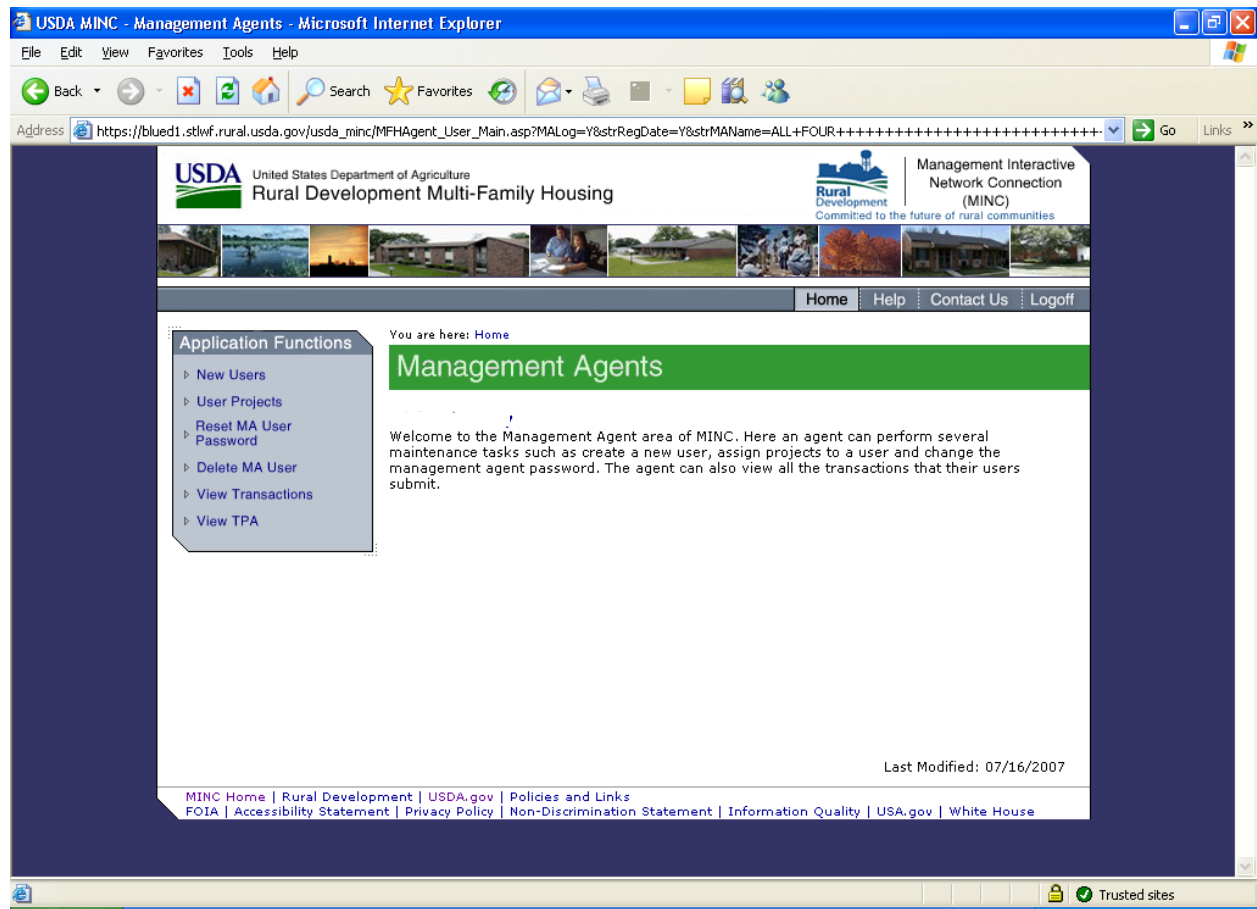 USDA MINC - Management Agents - Microsoft Internet Explorer
File Edit View Favorites Tools Help
Back Search Favorites
Address https://blued1.stlwf.rural.usda.gov/usda_minc/MFHAgent_User_Main.asp?MALog=Y&strRegDate=Y&strMAName=ALL+FOUR++++++++++++++++++++++++++++- Go Links »
USDA United States Department of Agriculture
Rural Development Multi-Family Housing
Rural
Development
Committed to the future of rural communities
Management Interactive
Network Connection
(MINC)
Home Help Contact Us Logoff
Application Functions
New Users
User Projects
Reset MA User
Password
Delete MA User
View Transactions
View TPA
You are here: Home
Management Agents
Welcome to the Management Agent area of MINC. Here an agent can perform several
maintenance tasks such as create a new user, assign projects to a user and change the
management agent password. The agent can also view all the transactions that their users
submit.
Last Modified: 07/16/2007
MINC Home | Rural Development | USDA.gov | Policies and Links
FOIA | Accessibility Statement | Privacy Policy | Non-Discrimination Statement | Information Quality | USA.gov | White House
Trusted sites